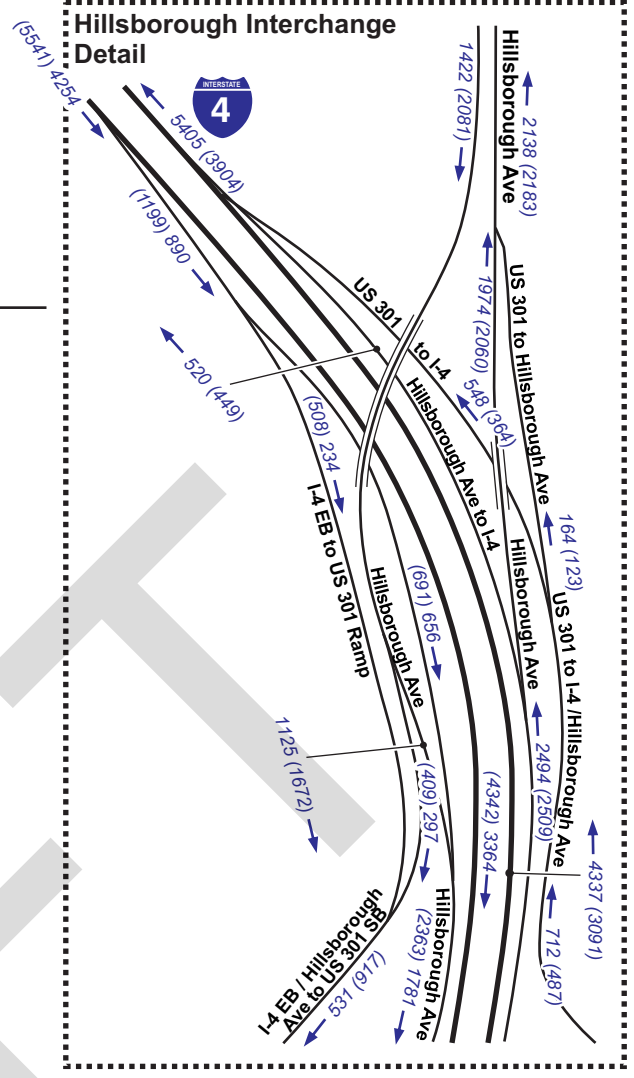 Hillsborough Interchange
Detail
INTERSTATE
4
(5541) 4254
5405 (3904)
1422 (2081)
Hillsborough Ave
2138 (2183)
(1199) 890
US 301
to I-4
1974 (2060)
US 301 to Hillsborough Ave
520 (449)
548 (364)
Hillsborough Ave to I-4
(508) 234
I-4 EB to US 301 Ramp
164 (123)
Hillsborough Ave
US 301 to I-4 /Hillsborough Ave
Hillsborough Ave
(691) 656
2494 (2509)
1125 (1672)
(409) 297
(4342) 3364
4337 (3091)
712 (487)
Hillsborough Ave
(2363) 1781
I-4 EB / Hillsborough
Ave to US 301 SB
531 (917)